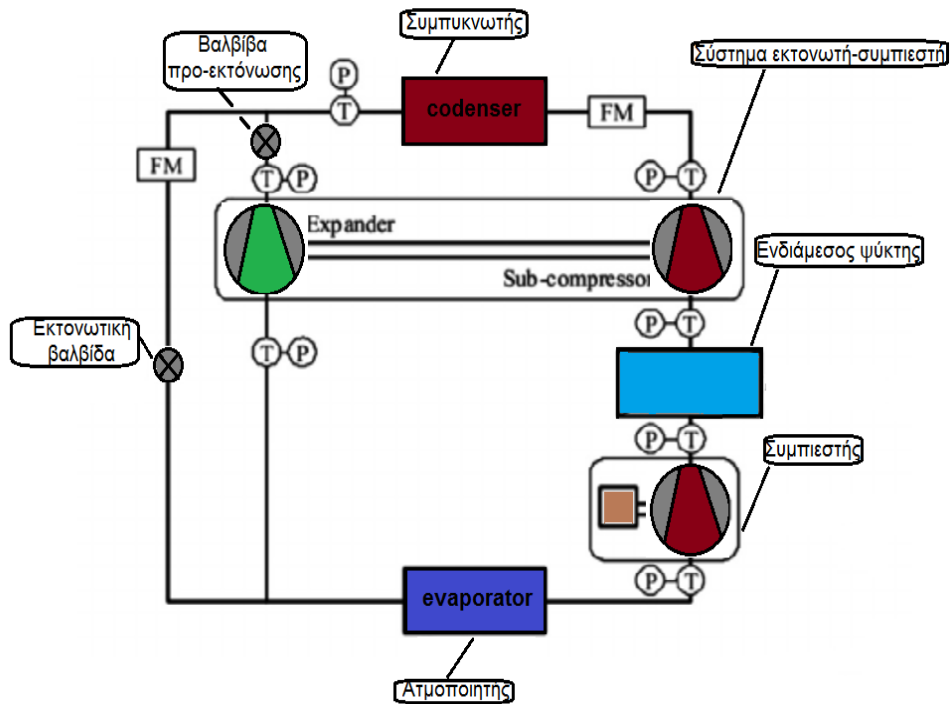 Συμπυκνωτής
Βαλβίβα
προ-εκτόνωσης
Σύστημα εκτονωτή-συμπιεστή
P
T
codenser
FM
FM
T P
P T
Expander
Sub-compressor
Ενδιάμεσος ψύκτης
P T
Εκτονωτική
βαλβίδα
T P
P T
Συμπιεστής
P T
evaporator
Ατμοποιητής